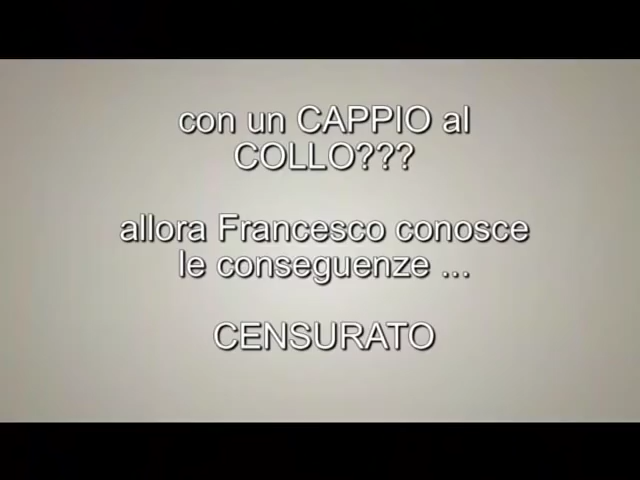 con un CAPPIO al
COLLO???
allora Francesco conosce
le conseguenze ...
CENSURATO